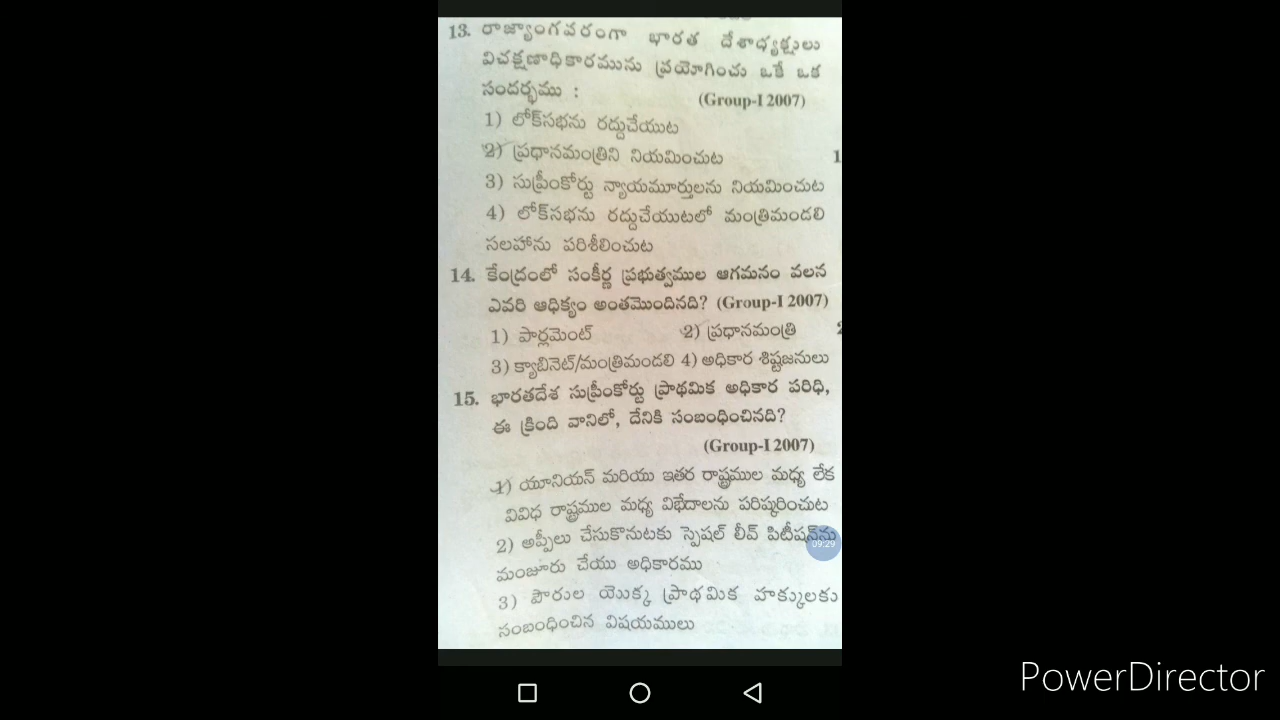 13. రాజ్యాంగవరంగా భారత దేశాధ్యక్షులు
విచక్షణాధికారమును ప్రయోగించు ఒకే ఒక
సందర్భము :
(Group-I 2007)
1) లోక్‌సభను రద్దుచేయుట
2) ప్రధానమంత్రిని నియమించుట
3) సుప్రీంకోర్టు న్యాయమూర్తులను నియమించుట
4) లోక్‌సభను రద్దుచేయుటలో మంత్రిమండలి
సలహాను పరిశీలించుట
14. కేంద్రంలో సంకీర్ణ ప్రభుత్వముల ఆగమనం వలన
ఎవరి ఆధిక్యం అంతమొందినది? (Group-I 2007)
1) పార్లమెంట్ 2) ప్రధానమంత్రి
3) క్యాబినెట్/మంత్రిమండలి 4) అధికార శిష్టజనులు
15. భారతదేశ సుప్రీంకోర్టు ప్రాథమిక అధికార పరిధి,
ఈ క్రింది వానిలో, దేనికి సంబంధించినది?
(Group-I 2007)
1) యూనియన్ మరియు ఇతర రాష్ట్రముల మధ్య లేక
వివిధ రాష్ట్రముల మధ్య విభేదాలను పరిష్కరించుట
2) అప్పీలు చేసుకొనుటకు స్పెషల్ లీవ్ పిటీషన్‌ను
మంజూరు చేయు అధికారము
3) పౌరుల యొక్క ప్రాథమిక హక్కులకు
సంబంధించిన విషయములు
09:29
PowerDirector